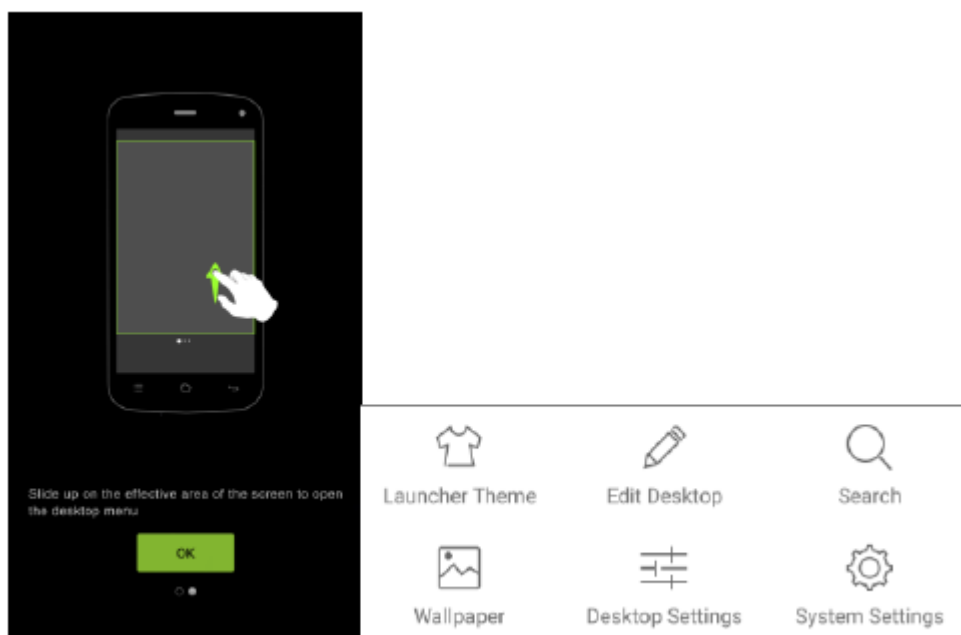 Slide up on the effective area of the screen to open
the desktop menu
OK
Launcher Theme
Edit Desktop
Search
Wallpaper
Desktop Settings
System Settings